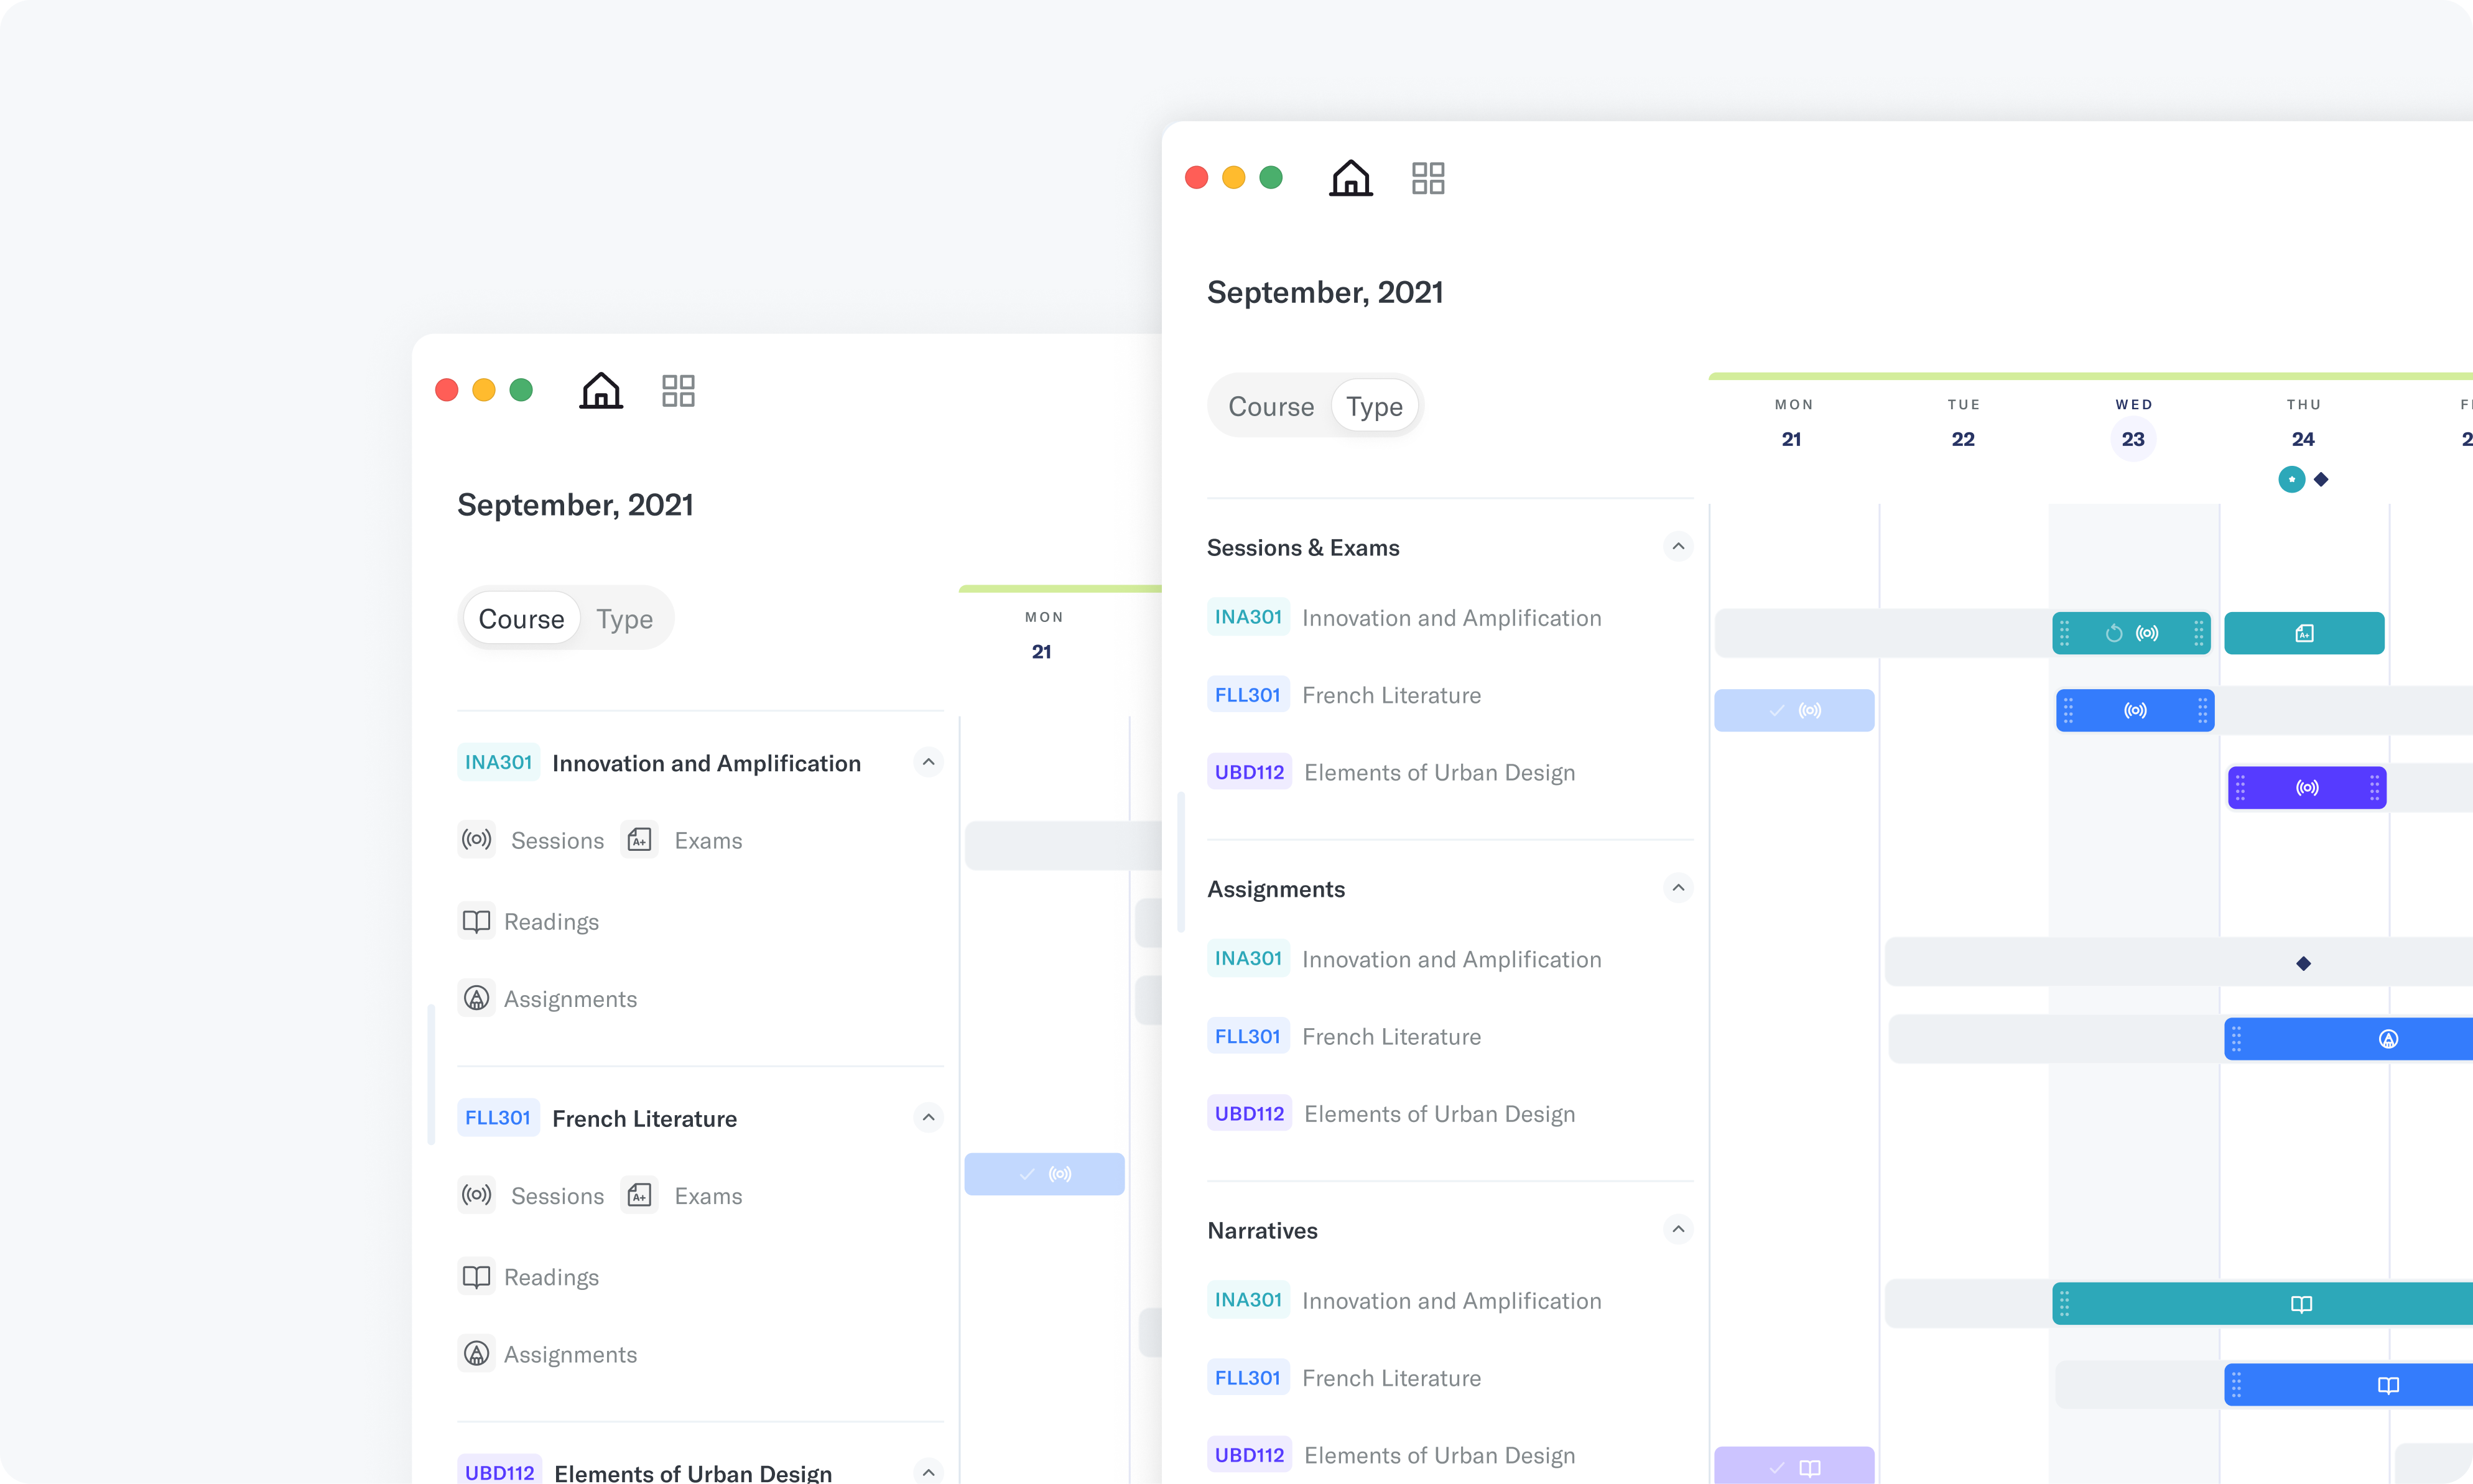 September, 2021
Course Type
MON
21
INA301 Innovation and Amplification
Sessions A+ Exams
Readings
Assignments
FLL301 French Literature
Sessions A+ Exams
Readings
Assignments
UBD112 Elements of Urban Design
September, 2021
Course Type
MON TUE WED THU
21 22 23 24
Sessions & Exams
INA301 Innovation and Amplification
A+
FLL301 French Literature
UBD112 Elements of Urban Design
Assignments
INA301 Innovation and Amplification
FLL301 French Literature
UBD112 Elements of Urban Design
Narratives
INA301 Innovation and Amplification
FLL301 French Literature
UBD112 Elements of Urban Design